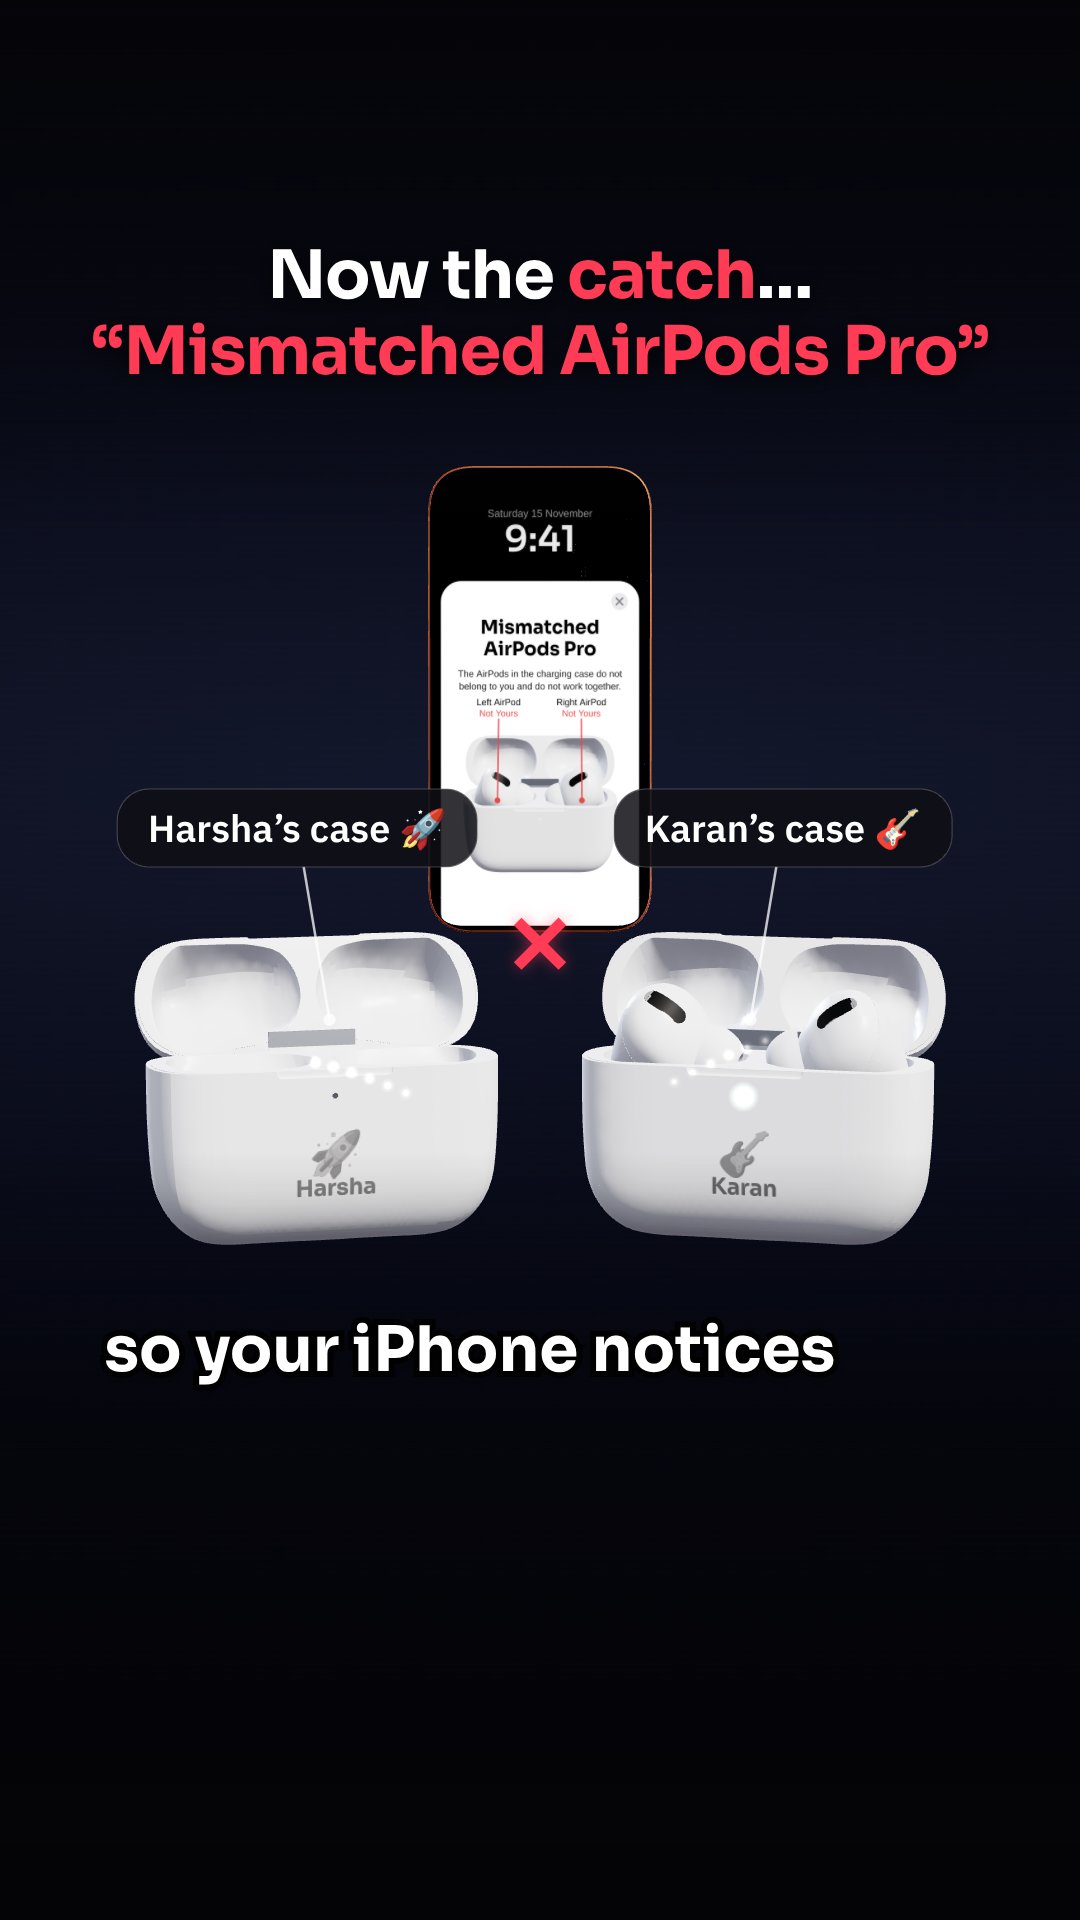 Now the catch...
“Mismatched AirPods Pro”
Saturday 15 November
9:41
Mismatched
AirPods Pro
The AirPods in the charging case do not
belong to you and do not work together.
Left AirPod
Not Yours
Right AirPod
Not Yours
Harsha’s case 🚀
Karan’s case 🎸
Harsha
Karan
so your iPhone notices